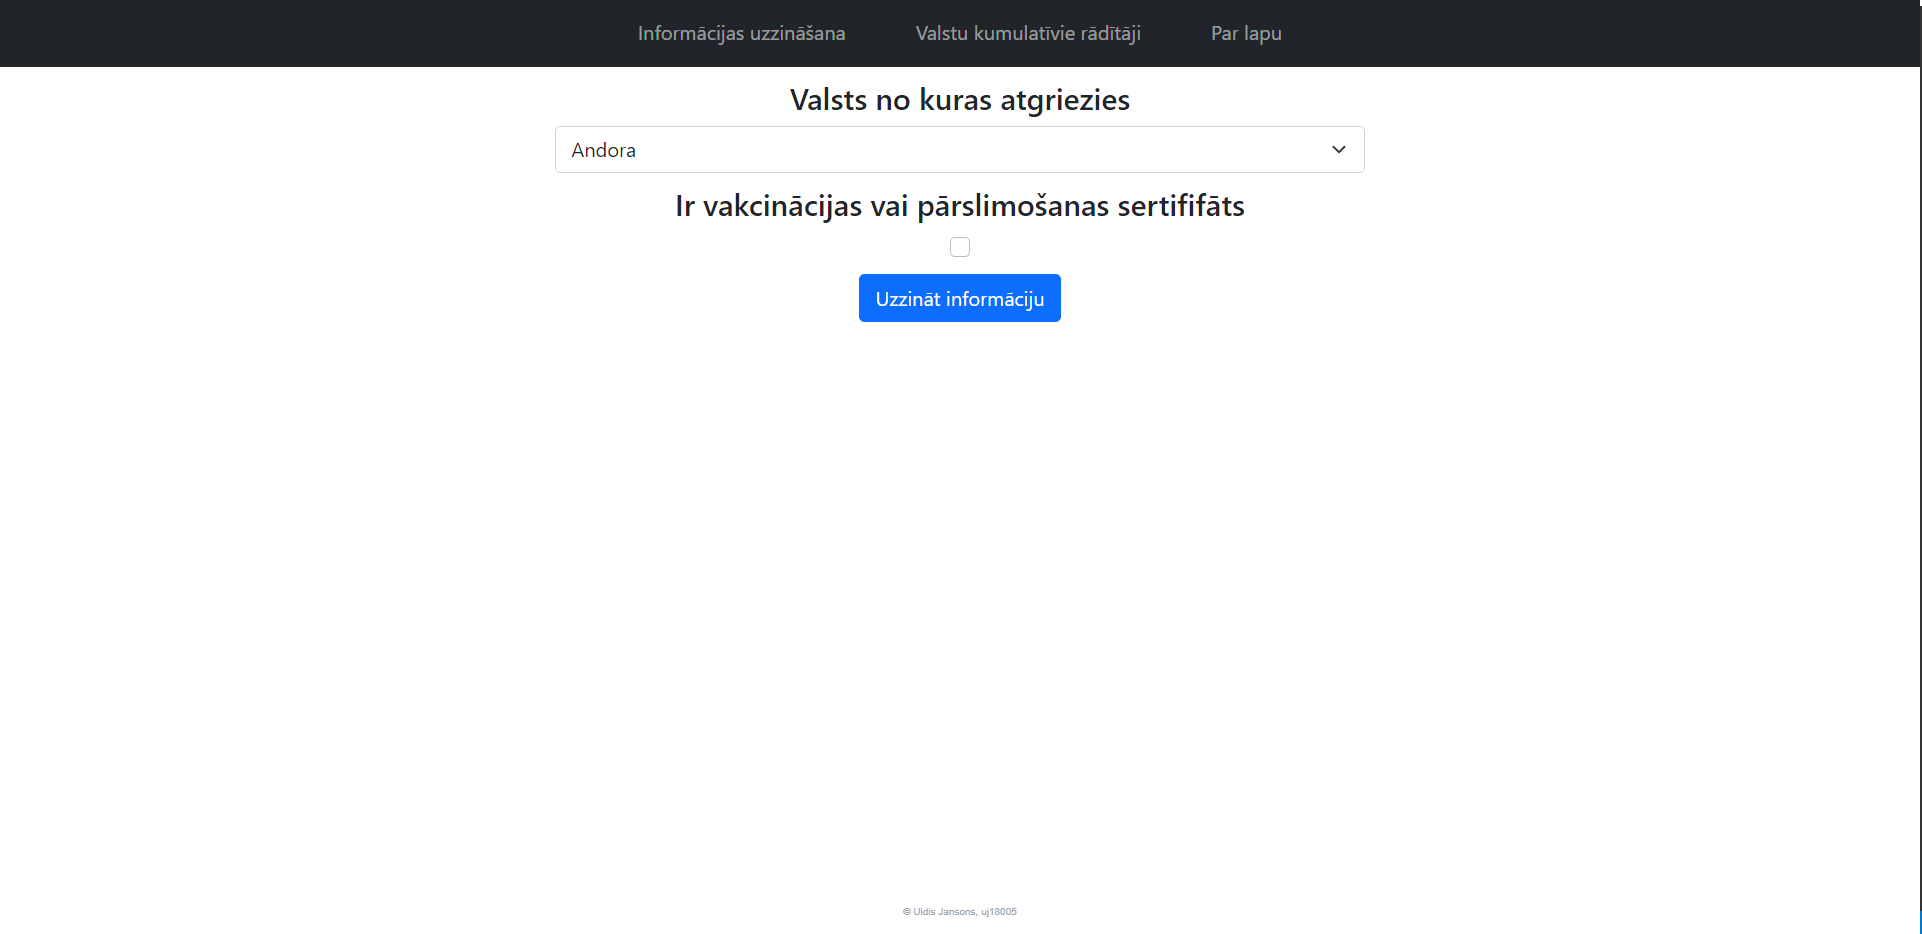 Informācijas uzzināšana Valstu kumulatīvie rādītāji Par lapu
Valsts no kuras atgriezies
Andora
Ir vakcinācijas vai pārslimošanas sertififāts
Uzzināt informāciju
© Uldis Jansons, uj18005